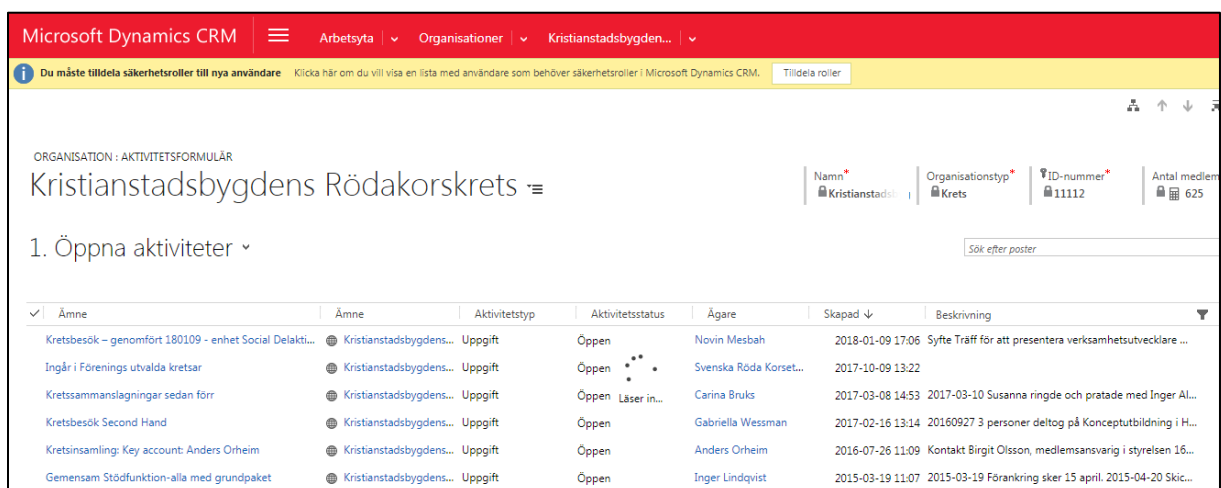 Microsoft Dynamics CRM Arbetsyta Organisationer Kristianstadsbygden...
Du måste tilldela säkerhetsroller till nya användare Klicka här om du vill visa en lista med användare som behöver säkerhetsroller i Microsoft Dynamics CRM. Tilldela roller
ORGANISATION : AKTIVITETSFORMULÄR
Kristianstadsbygdens Rödakorskrets
Namn* Organisationstyp* ID-nummer* Antal medlem
Kristianstadsb Krets 11112 625
1. Öppna aktiviteter
Sök efter poster
Ämne Ämne Aktivitetstyp Aktivitetsstatus Ägare Skapad Beskrivning
Kretsbesök – genomfört 180109 - enhet Social Delakti... Kristianstadsbygdens... Uppgift Öppen Novin Mesbah 2018-01-09 17:06 Syfte Träff för att presentera verksamhetsutvecklare ...
Ingår i Förenings utvalda kretsar Kristianstadsbygdens... Uppgift Öppen Svenska Röda Korset... 2017-10-09 13:22
Kretssammanslagningar sedan förr Kristianstadsbygdens... Uppgift Öppen Läser in... Carina Bruks 2017-03-08 14:53 2017-03-10 Susanna ringde och pratade med Inger Al...
Kretsbesök Second Hand Kristianstadsbygdens... Uppgift Öppen Gabriella Wessman 2017-02-16 13:14 20160927 3 personer deltog på Konceptutbildning i H...
Kretsinsamling: Key account: Anders Orheim Kristianstadsbygdens... Uppgift Öppen Anders Orheim 2016-07-26 11:09 Kontakt Birgit Olsson, medlemsansvarig i styrelsen 16...
Gemensam Stödfunktion-alla med grundpaket Kristianstadsbygdens... Uppgift Öppen Inger Lindqvist 2015-03-19 11:07 2015-03-19 Förankring sker 15 april. 2015-04-20 Skic...